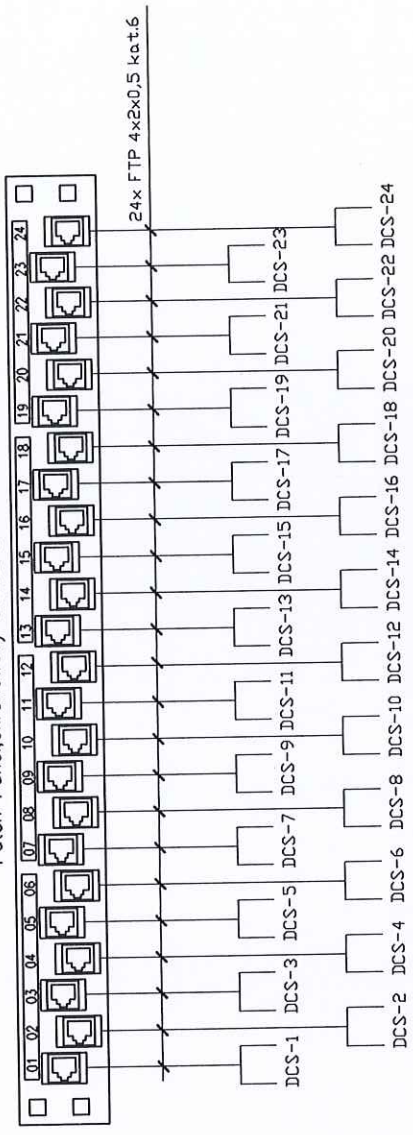 01 02 03 04 05 06 07 08 09 10 11 12 13 14 15 16 17 18 19 20 21 22 23 24
24x FTP 4x2x0,5 kat.6
DCS-1 DCS-3 DCS-5 DCS-7 DCS-9 DCS-11 DCS-13 DCS-15 DCS-17 DCS-19 DCS-21 DCS-23
DCS-2 DCS-4 DCS-6 DCS-8 DCS-10 DCS-12 DCS-14 DCS-16 DCS-18 DCS-20 DCS-22 DCS-24